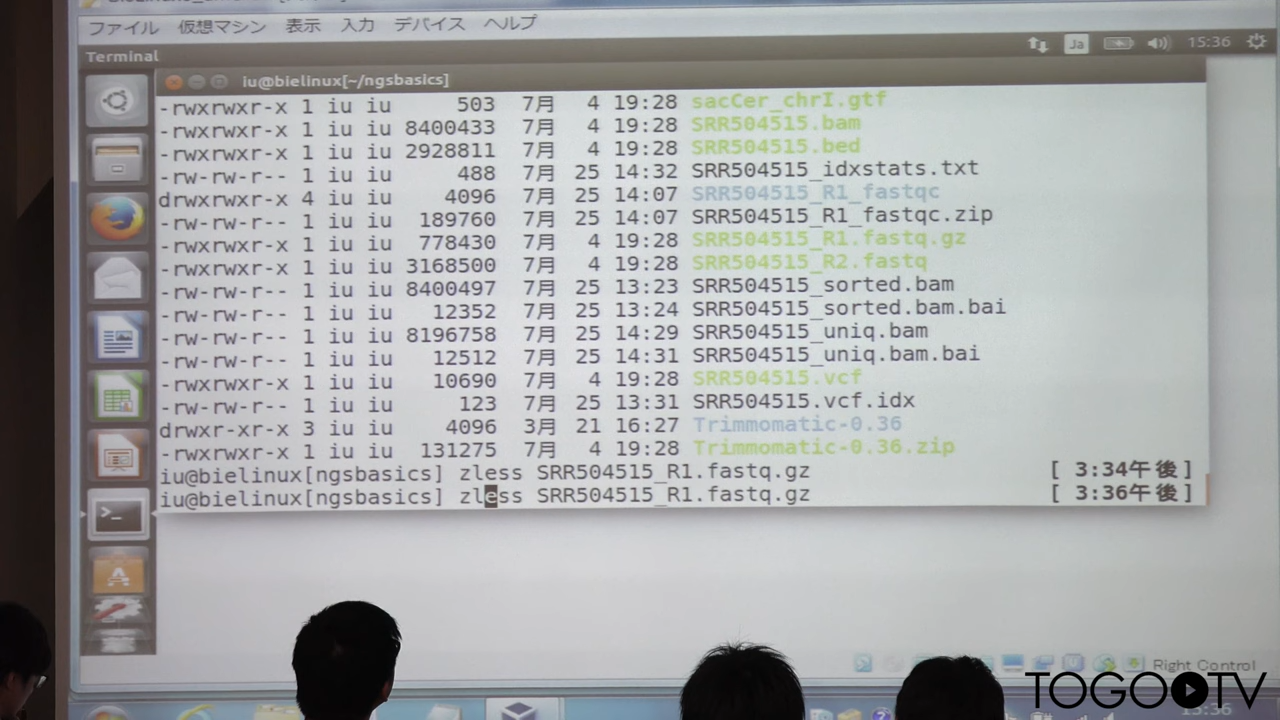 ファイル 仮想マシン 表示 入力 デバイス ヘルプ
Terminal Ja 15:36
iu@bielinux[~/ngsbasics]
-rwxrwxr-x 1 iu iu 503 7月 4 19:28 sacCer_chrI.gtf
-rwxrwxr-x 1 iu iu 8400433 7月 4 19:28 SRR504515.bam
-rwxrwxr-x 1 iu iu 2928811 7月 4 19:28 SRR504515.bed
-rw-rw-r-- 1 iu iu 488 7月 25 14:32 SRR504515_idxstats.txt
drwxrwxr-x 4 iu iu 4096 7月 25 14:07 SRR504515_R1_fastqc
-rw-rw-r-- 1 iu iu 189760 7月 25 14:07 SRR504515_R1_fastqc.zip
-rwxrwxr-x 1 iu iu 778430 7月 4 19:28 SRR504515_R1.fastq.gz
-rwxrwxr-x 1 iu iu 3168500 7月 4 19:28 SRR504515_R2.fastq
-rw-rw-r-- 1 iu iu 8400497 7月 25 13:23 SRR504515_sorted.bam
-rw-rw-r-- 1 iu iu 12352 7月 25 13:24 SRR504515_sorted.bam.bai
-rw-rw-r-- 1 iu iu 8196758 7月 25 14:29 SRR504515_uniq.bam
-rw-rw-r-- 1 iu iu 12512 7月 25 14:31 SRR504515_uniq.bam.bai
-rwxrwxr-x 1 iu iu 10690 7月 4 19:28 SRR504515.vcf
-rw-rw-r-- 1 iu iu 123 7月 25 13:31 SRR504515.vcf.idx
drwxr-xr-x 3 iu iu 4096 3月 21 16:27 Trimmomatic-0.36
-rwxrwxr-x 1 iu iu 131275 7月 4 19:28 Trimmomatic-0.36.zip
iu@bielinux[ngsbasics] zless SRR504515_R1.fastq.gz [ 3:34午後]
iu@bielinux[ngsbasics] zless SRR504515_R1.fastq.gz [ 3:36午後]
Right Control
TOGOTV
15:36